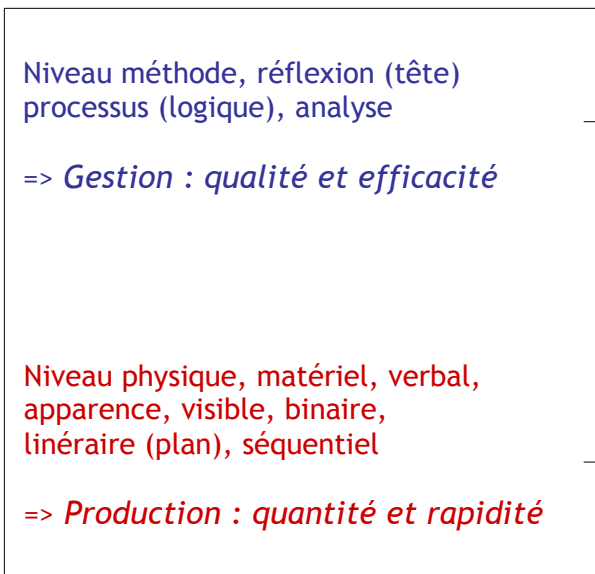 Niveau méthode, réflexion (tête)
processus (logique), analyse
=> Gestion : qualité et efficacité
Niveau physique, matériel, verbal,
apparence, visible, binaire,
linéraire (plan), séquentiel
=> Production : quantité et rapidité